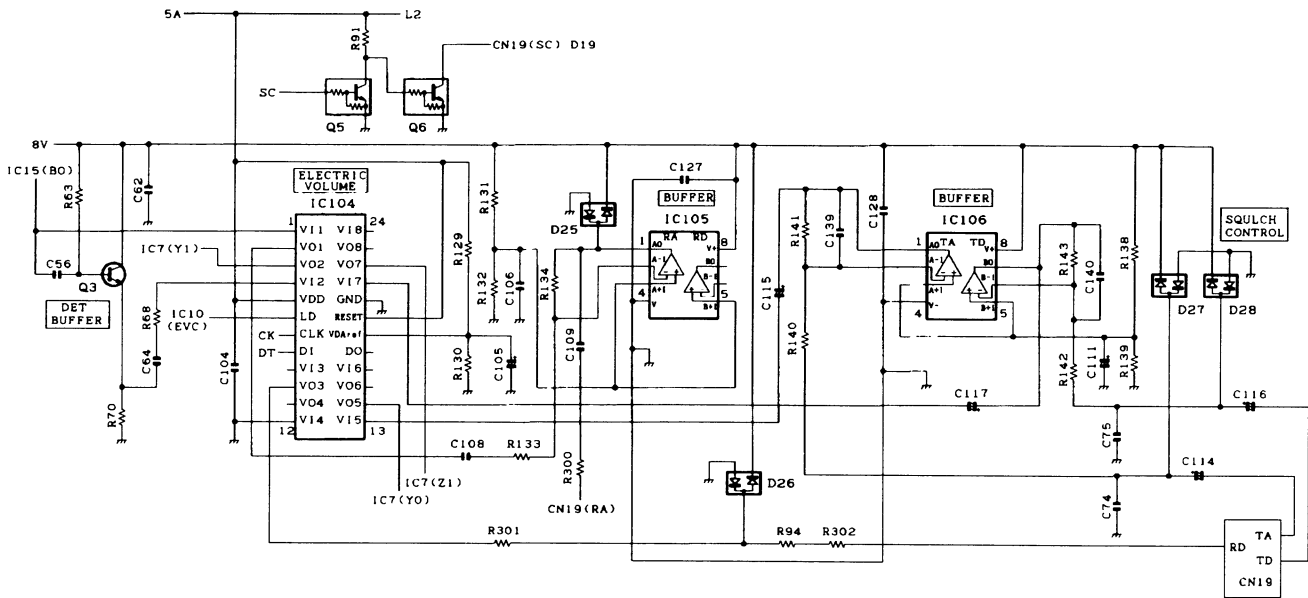 5A
L2
R91
CN19(SC) D19
SC
Q5
Q6
8V
IC15(BO)
R63
C62
ELECTRIC
VOLUME
IC104
1
24
VI1
VI8
VO1
VO8
VO2
VO7
VI2
VI7
VDD
GND
LD
RESET
CLK
VDAref
DI
DO
VI3
VI6
VO3
VO6
VO4
VO5
VI4
VI5
12
13
IC7(Y1)
C56
Q3
DET
BUFFER
R68
C64
R70
IC10
(EVC)
CK
DT
C104
R129
R130
C105
R131
R132
C106
R134
D25
C109
R300
CN19(RA)
C127
BUFFER
IC105
1
RA
RD
8
AO
V+
A-I
BO
A+I
B-I
4
V
B+I
5
C115
R141
C139
R140
C128
BUFFER
IC106
1
TA
TD
8
AO
V+
A-I
BO
A+I
B-I
V-
B+I
4
5
R143
C140
R138
R142
C111
R139
SQULCH
CONTROL
D27
D28
C117
C116
C75
C114
C74
C108
R133
IC7(Z1)
IC7(Y0)
D26
R301
R94
R302
RD
TA
TD
CN19